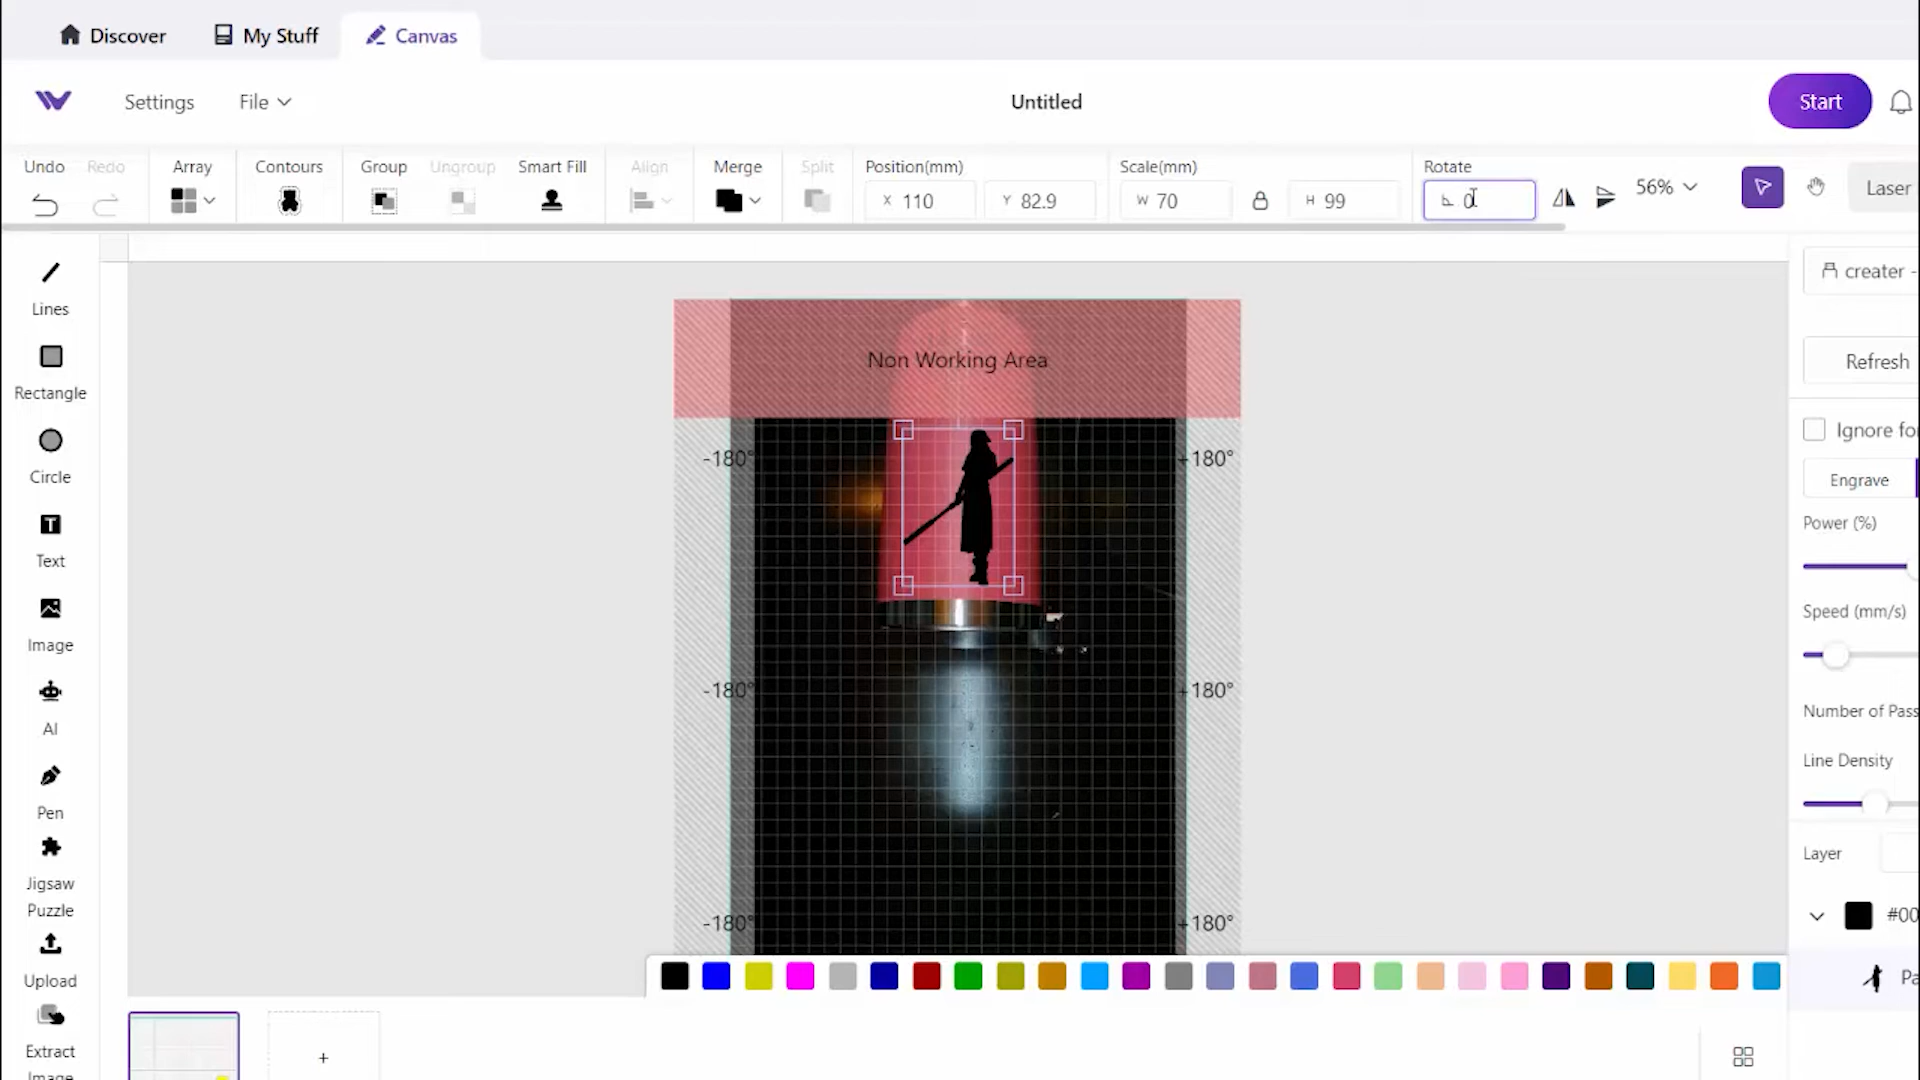 Discover
My Stuff
Canvas
Settings
File
Untitled
Start
Undo
Redo
Array
Contours
Group
Ungroup
Smart Fill
Align
Merge
Split
Position(mm)
X 110
Y 82.9
Scale(mm)
W 70
H 99
Rotate
0
56%
Laser
Lines
Rectangle
Circle
Text
Image
AI
Pen
Jigsaw
Puzzle
Upload
Extract
Image
Non Working Area
-180°
+180°
-180°
+180°
-180°
+180°
creater -
Refresh
Ignore fo
Engrave
Power (%)
Speed (mm/s)
Number of Pass
Line Density
Layer
#00
Pa
+